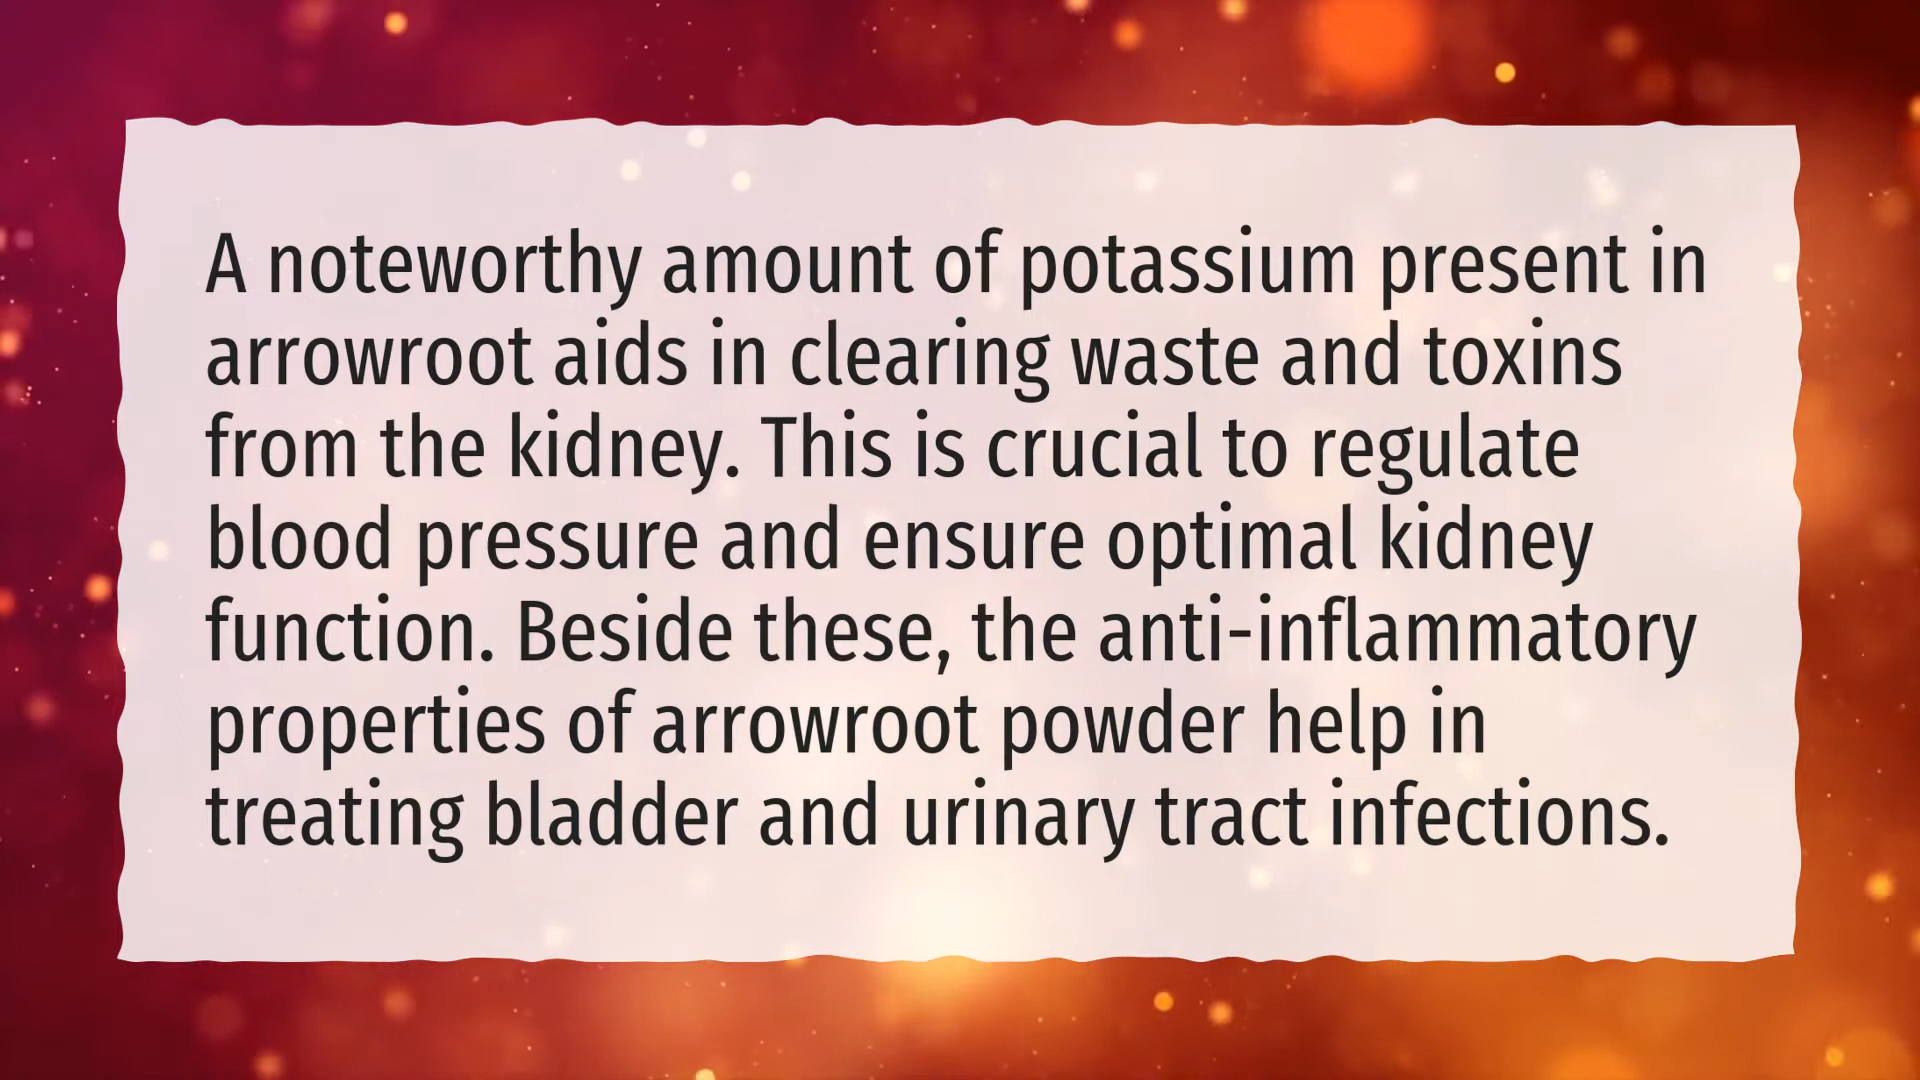 A noteworthy amount of potassium present in
arrowroot aids in clearing waste and toxins
from the kidney. This is crucial to regulate
blood pressure and ensure optimal kidney
function. Beside these, the anti-inflammatory
properties of arrowroot powder help in
treating bladder and urinary tract infections.